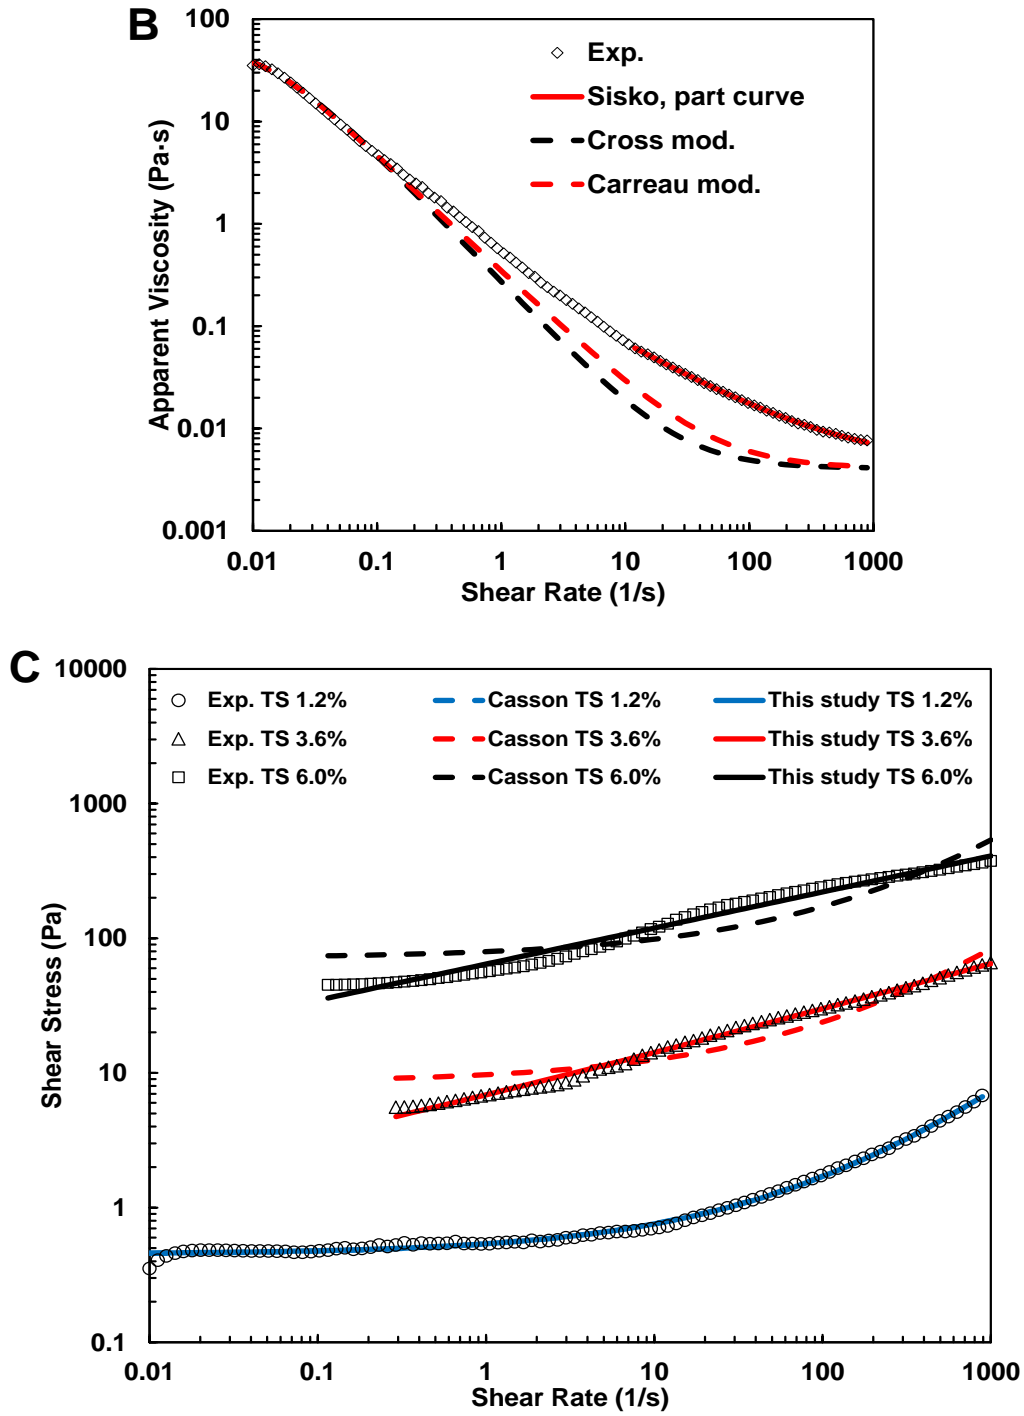 B
100
10
1
0.1
0.01
0.001
Apparent Viscosity (Pa·s)
Exp.
Sisko, part curve
Cross mod.
Carreau mod.
0.01 0.1 1 10 100 1000
Shear Rate (1/s)
C
10000
1000
100
10
1
0.1
Shear Stress (Pa)
Exp. TS 1.2% Casson TS 1.2% This study TS 1.2%
Exp. TS 3.6% Casson TS 3.6% This study TS 3.6%
Exp. TS 6.0% Casson TS 6.0% This study TS 6.0%
0.01 0.1 1 10 100 1000
Shear Rate (1/s)